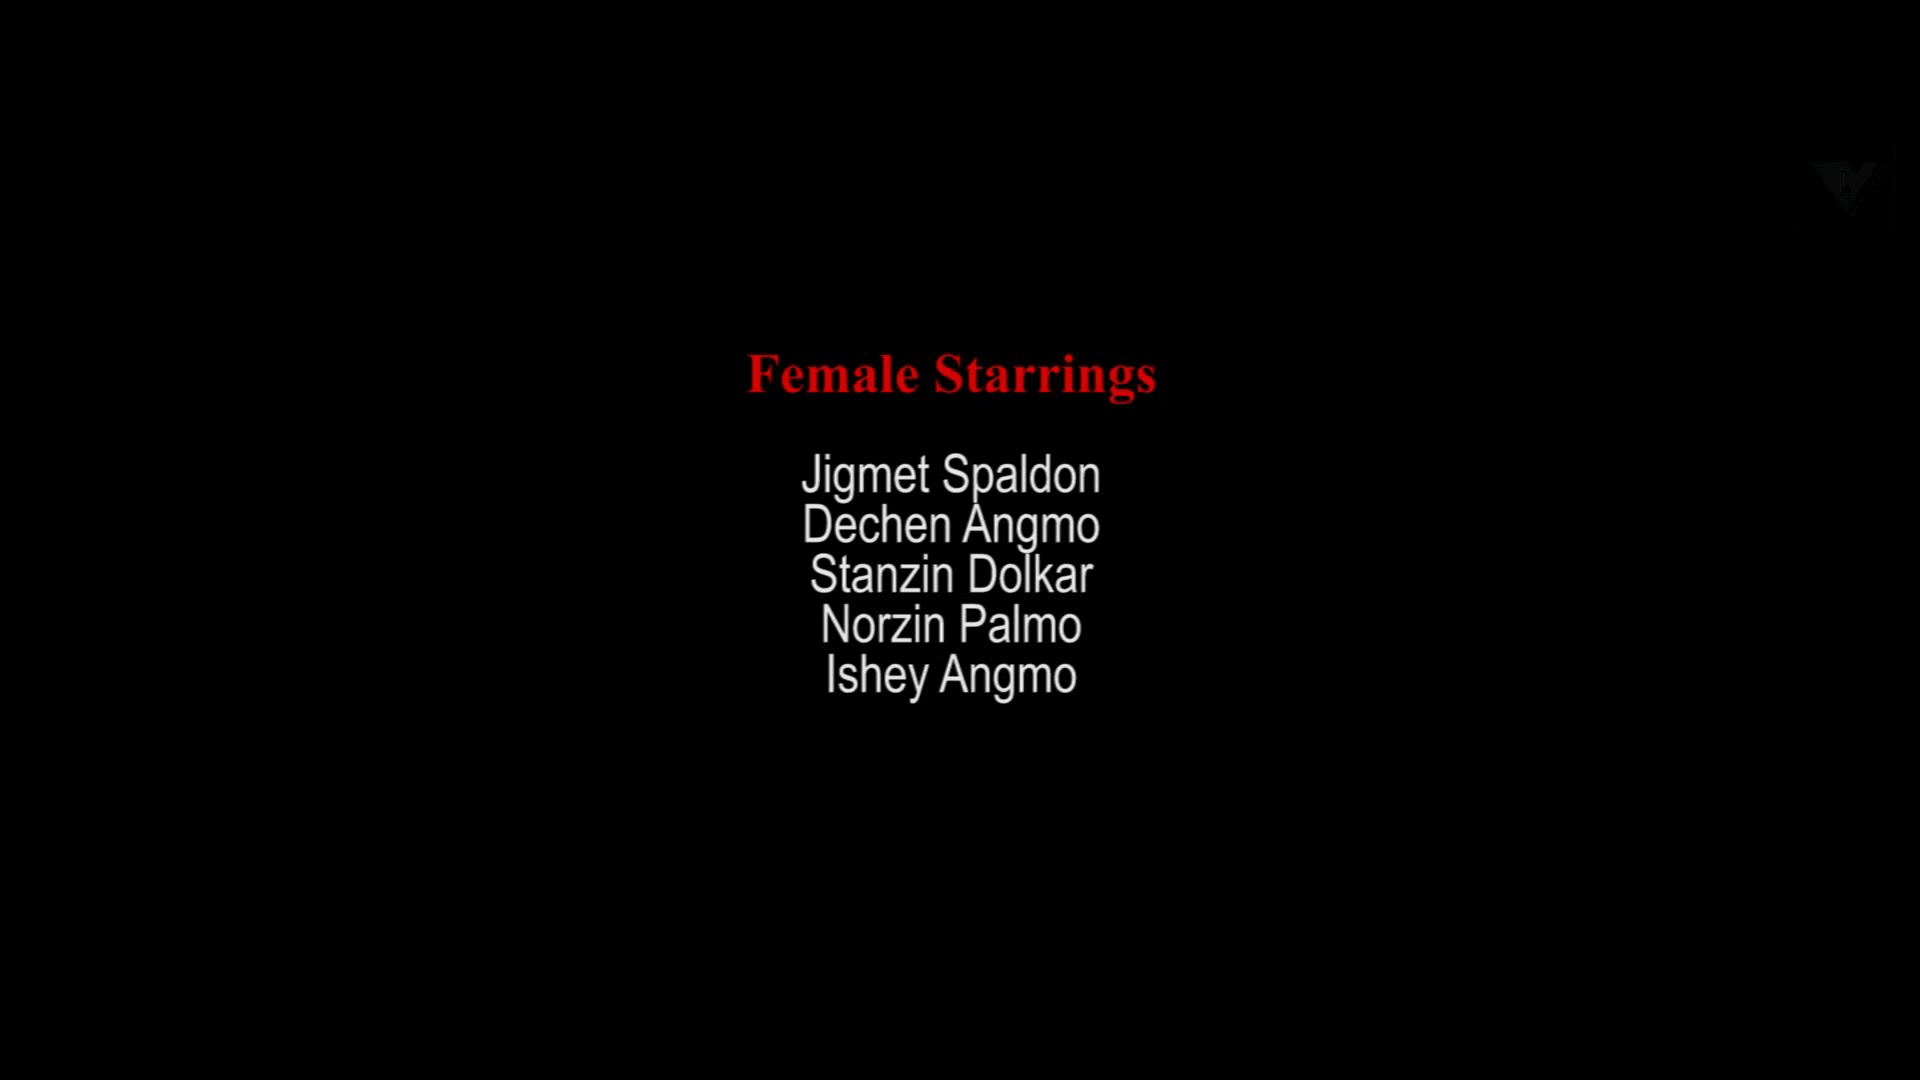 Female Starrings
Jigmet Spaldon
Dechen Angmo
Stanzin Dolkar
Norzin Palmo
Ishey Angmo